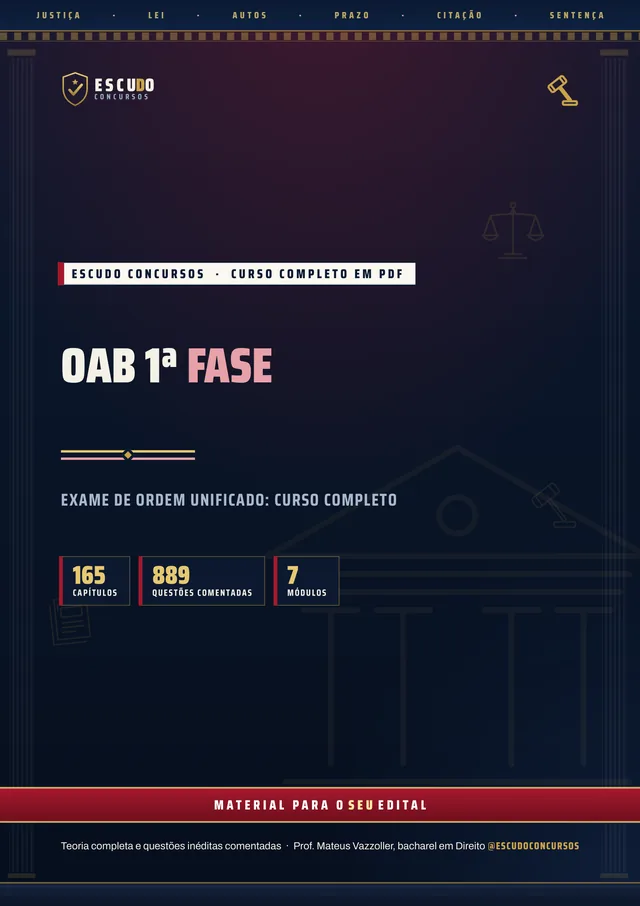 JUSTIÇA · LEI · AUTOS · PRAZO · CITAÇÃO · SENTENÇA
ESCUDO
CONCURSOS
ESCUDO CONCURSOS · CURSO COMPLETO EM PDF
OAB 1ª FASE
EXAME DE ORDEM UNIFICADO: CURSO COMPLETO
165 889 7
CAPÍTULOS QUESTÕES COMENTADAS MÓDULOS
MATERIAL PARA O SEU EDITAL
Teoria completa e questões inéditas comentadas · Prof. Mateus Vazzoller, bacharel em Direito @ESCUDOCONCURSOS